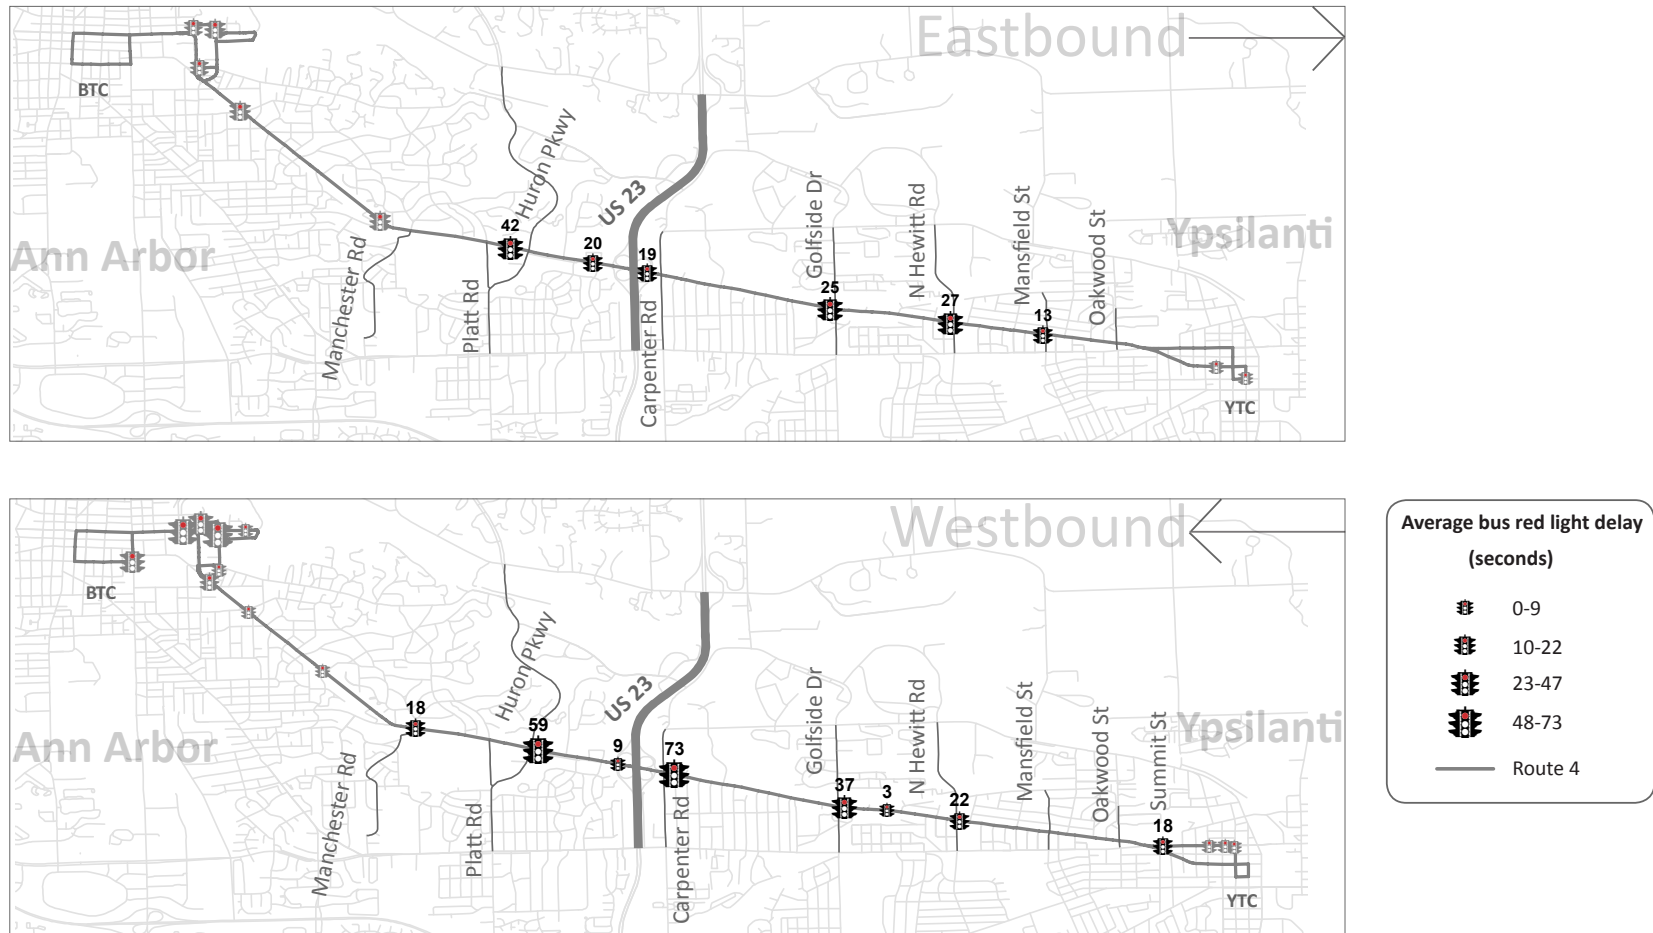 Eastbound
BTC
Huron Pkwy
US 23
Golfside Dr
N Hewitt Rd
Mansfield St
Oakwood St
Ypsilanti
Ann Arbor
Manchester Rd
Platt Rd
Carpenter Rd
42
20
19
25
27
13
YTC
Westbound
BTC
Huron Pkwy
US 23
Golfside Dr
N Hewitt Rd
Mansfield St
Oakwood St
Summit St
Ypsilanti
Ann Arbor
Manchester Rd
Platt Rd
Carpenter Rd
18
59
9
73
37
3
22
18
YTC
Average bus red light delay
(seconds)
0-9
10-22
23-47
48-73
Route 4